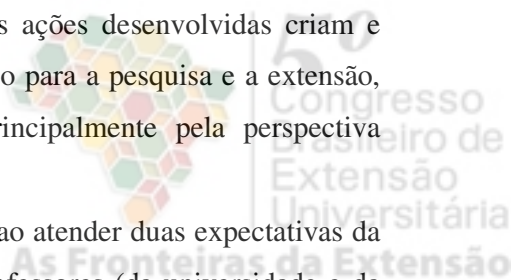 s ações desenvolvidas criam e
o para a pesquisa e a extensão,
rincipalmente pela perspectiva
ao atender duas expectativas da
5º
Congresso
Brasileiro de
Extensão
Universitária
As Fronteiras da Extensão